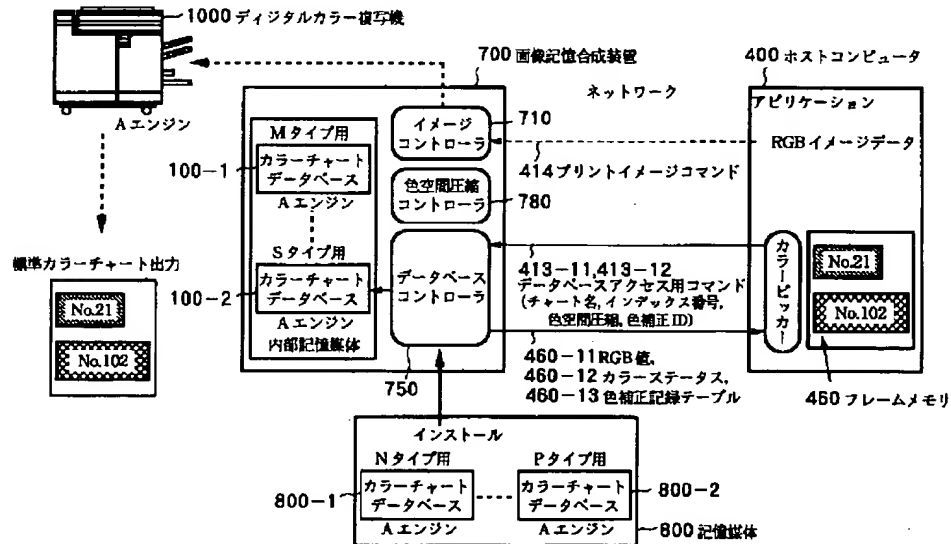 1000 ディジタルカラー複写機
Aエンジン
標準カラーチャート出力
No.21
No.102
700 画像記憶合成装置
Mタイプ用
カラーチャート
データベース
Aエンジン
100-1
Sタイプ用
カラーチャート
データベース
Aエンジン
内部記憶媒体
100-2
イメージ
コントローラ
710
色空間圧縮
コントローラ
780
データベース
コントローラ
750
ネットワーク
414 プリントイメージコマンド
413-11,413-12
データベースアクセス用コマンド
(チャート名,インデックス番号,
色空間圧縮,色補正ID)
460-11 RGB値,
460-12 カラーステータス,
460-13 色補正記録テーブル
400 ホストコンピュータ
アプリケーション
RGBイメージデータ
カラーピッカー
No.21
No.102
460 フレームメモリ
インストール
Nタイプ用
カラーチャート
データベース
Aエンジン
800-1
Pタイプ用
カラーチャート
データベース
Aエンジン
800-2
800 記憶媒体